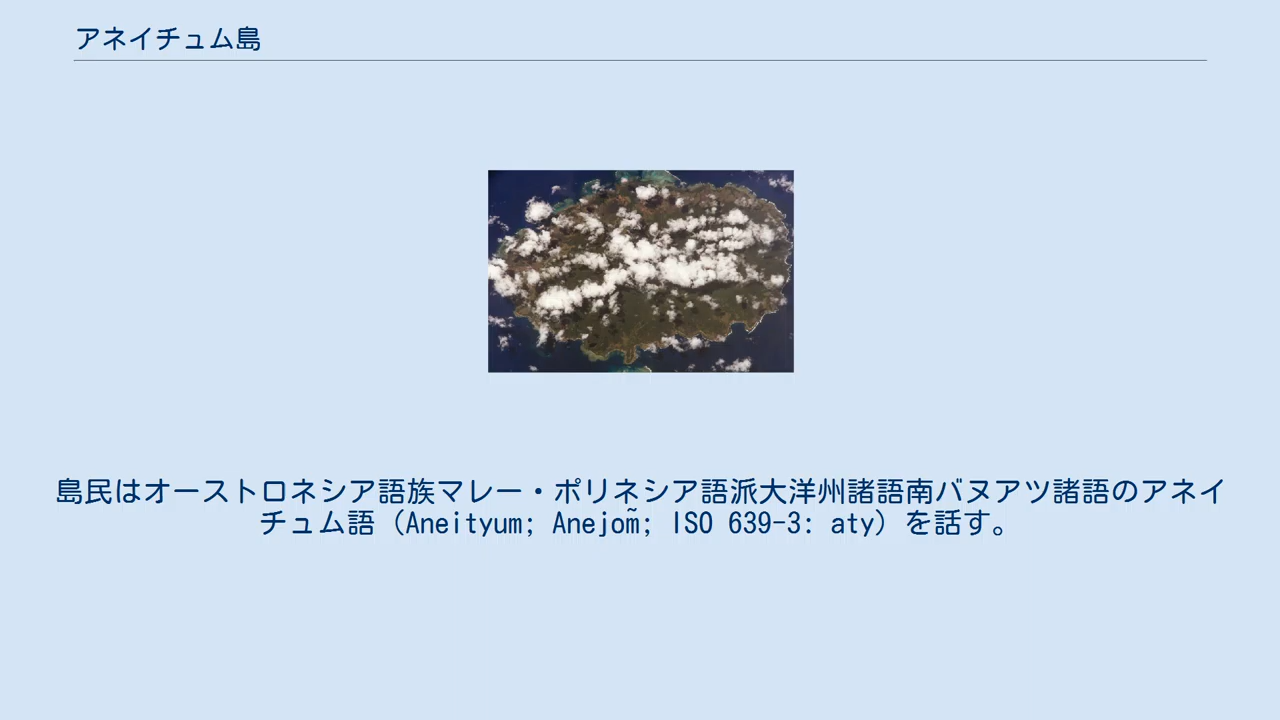 アネイチュム島
島民はオーストロネシア語族マレー・ポリネシア語派大洋州諸語南バヌアツ諸語のアネイ
チュム語（Aneityum; Anejom̃; ISO 639-3: aty）を話す。